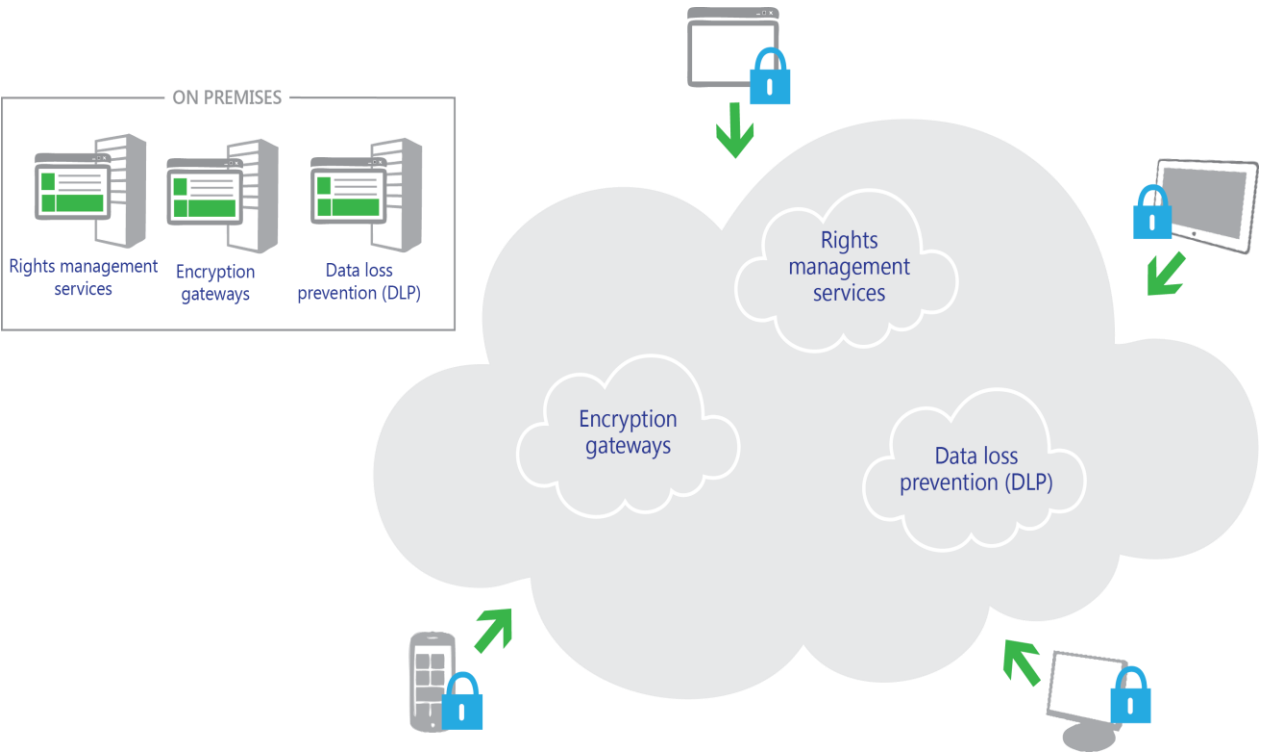 ON PREMISES
Rights management
services
Encryption
gateways
Data loss
prevention (DLP)
Rights
management
services
Encryption
gateways
Data loss
prevention (DLP)